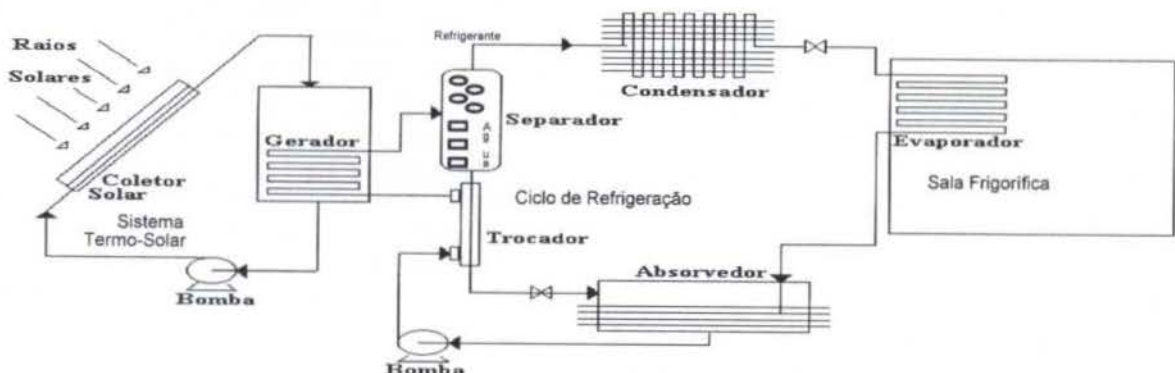 Raios
Solares
Coletor
Solar
Sistema
Termo-Solar
Bomba
Gerador
Refrigerante
Separador
Agua
Ciclo de Refrigeração
Trocador
Bomba
Condensador
Absorvedor
Evaporador
Sala Frigorífica